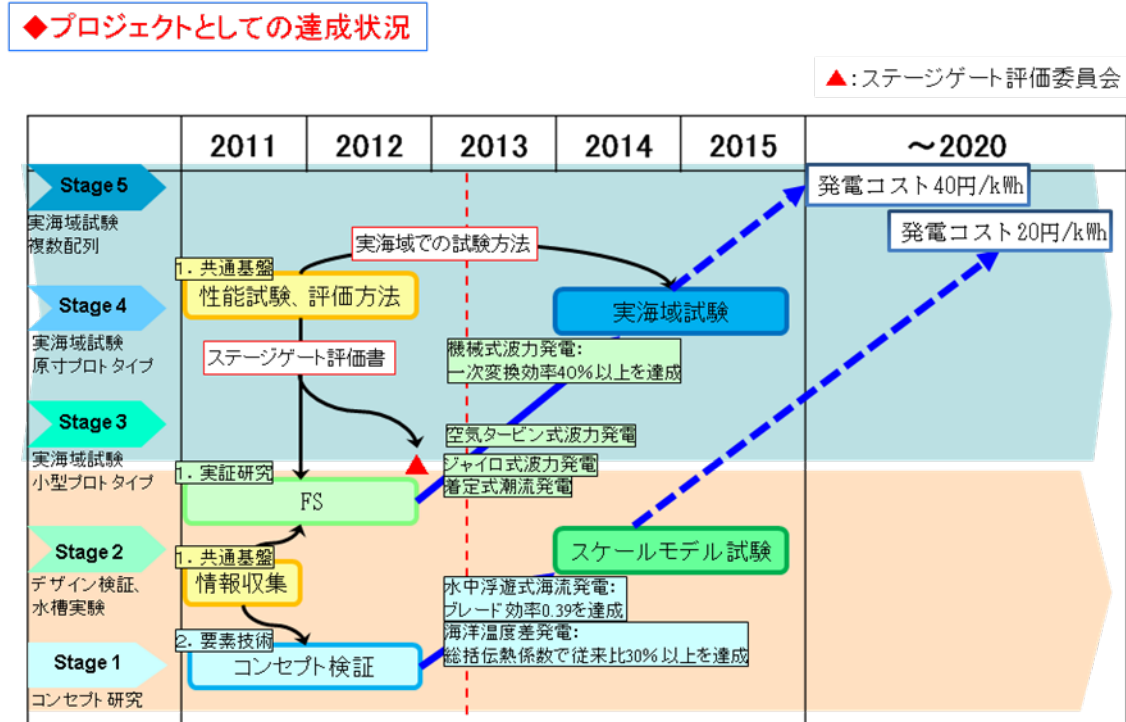 ◆プロジェクトとしての達成状況
▲:ステージゲート評価委員会
2011
2012
2013
2014
2015
～2020
Stage 5
実海域試験
複数配列
発電コスト40円/kWh
発電コスト20円/kWh
実海域での試験方法
1. 共通基盤
性能試験、評価方法
Stage 4
実海域試験
原寸プロトタイプ
実海域試験
ステージゲート評価書
機械式波力発電:
一次変換効率40%以上を達成
Stage 3
実海域試験
小型プロトタイプ
空気タービン式波力発電
ジャイロ式波力発電
着定式潮流発電
1. 実証研究
FS
Stage 2
デザイン検証、
水槽実験
1. 共通基盤
情報収集
スケールモデル試験
水中浮遊式海流発電:
ブレード効率0.39を達成
海洋温度差発電:
総括伝熱係数で従来比30%以上を達成
2. 要素技術
コンセプト検証
Stage 1
コンセプト研究